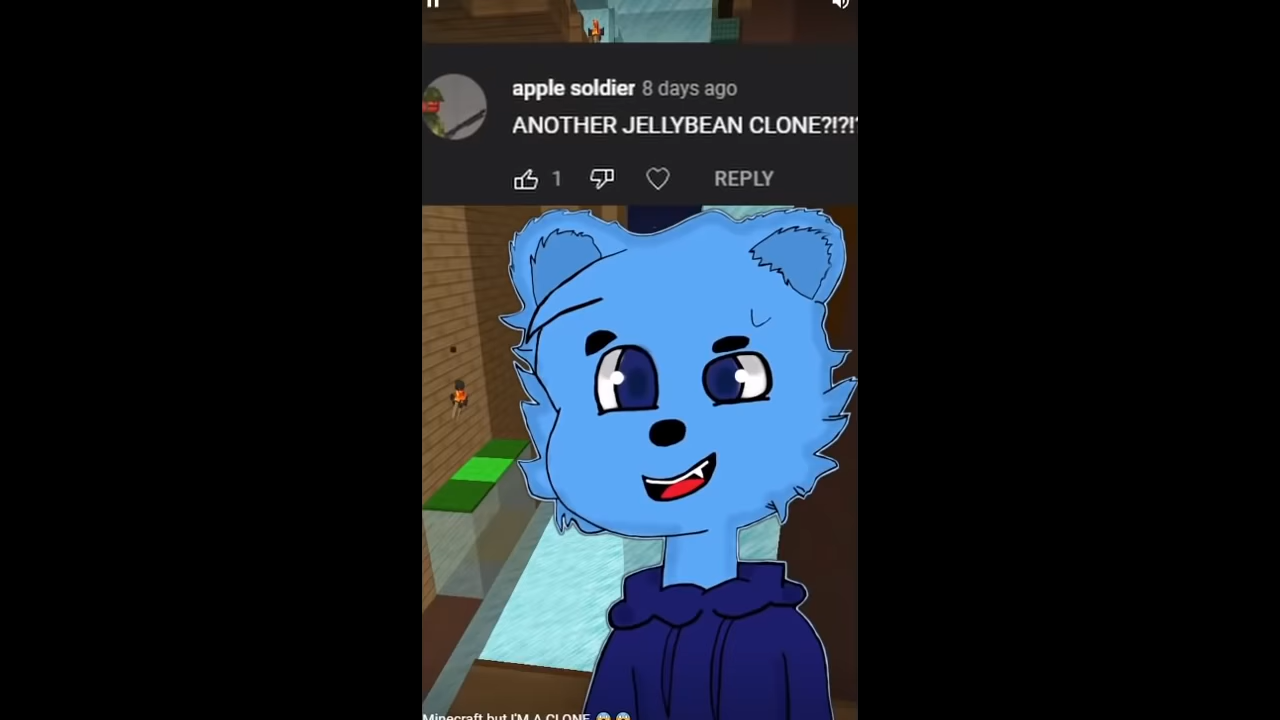 apple soldier 8 days ago
ANOTHER JELLYBEAN CLONE?!?!?
1
REPLY
Minecraft but I'M A CLONE 😱😱